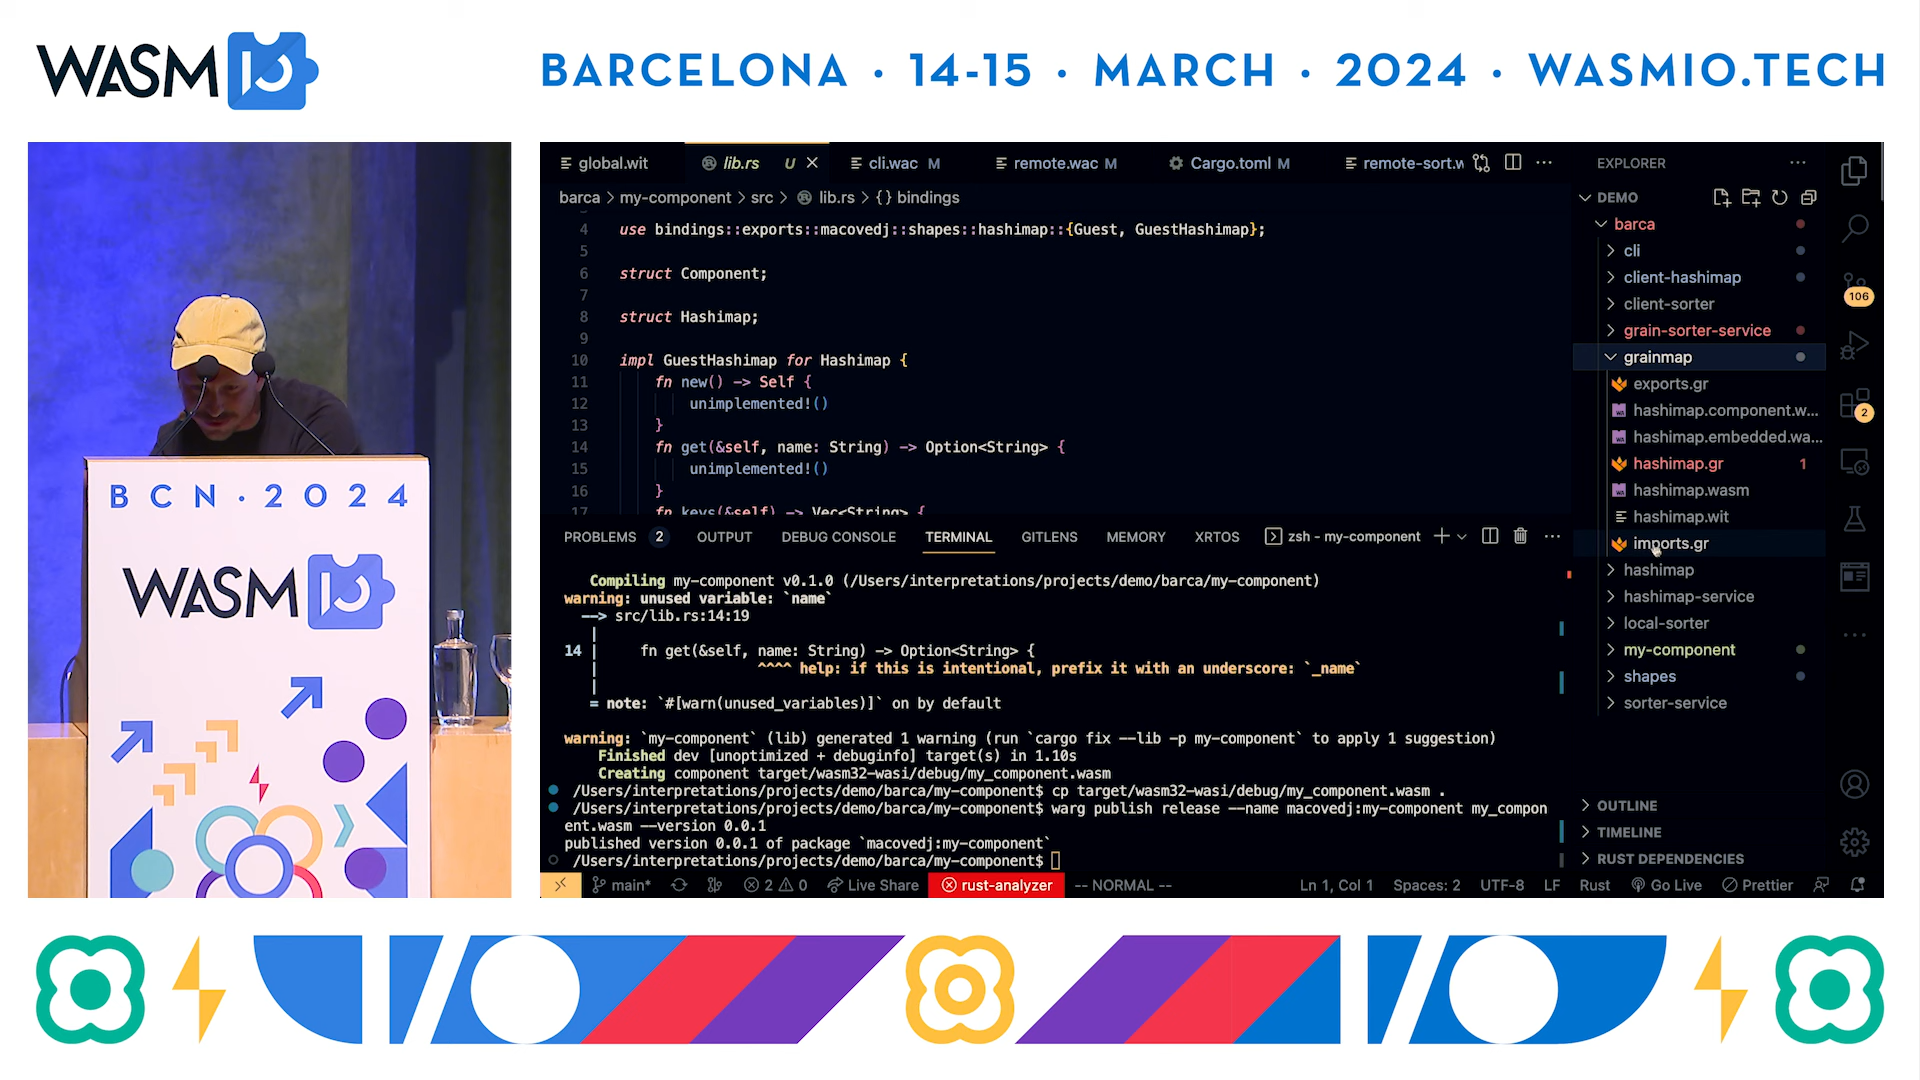 WASM IO
BARCELONA · 14-15 · MARCH · 2024 · WASMIO.TECH
BCN·2024
WASM IO
global.wit
lib.rs U
cli.wac M
remote.wac M
Cargo.toml M
remote-sort.w
barca > my-component > src > lib.rs > {} bindings
4 use bindings::exports::macovedj::shapes::hashimap::{Guest, GuestHashimap};
5
6 struct Component;
7
8 struct Hashimap;
9
10 impl GuestHashimap for Hashimap {
11 fn new() -> Self {
12 unimplemented!()
13 }
14 fn get(&self, name: String) -> Option<String> {
15 unimplemented!()
16 }
17 fn keys(&self) -> Vec<String> {
PROBLEMS 2 OUTPUT DEBUG CONSOLE TERMINAL GITLENS MEMORY XRTOS zsh - my-component
Compiling my-component v0.1.0 (/Users/interpretations/projects/demo/barca/my-component)
warning: unused variable: `name`
--> src/lib.rs:14:19
|
14 | fn get(&self, name: String) -> Option<String> {
| ^^^^ help: if this is intentional, prefix it with an underscore: `_name`
|
= note: `#[warn(unused_variables)]` on by default
warning: `my-component` (lib) generated 1 warning (run `cargo fix --lib -p my-component` to apply 1 suggestion)
Finished dev [unoptimized + debuginfo] target(s) in 1.10s
Creating component target/wasm32-wasi/debug/my_component.wasm
/Users/interpretations/projects/demo/barca/my-component$ cp target/wasm32-wasi/debug/my_component.wasm .
/Users/interpretations/projects/demo/barca/my-component$ warg publish release --name macovedj:my-component my_compon
ent.wasm --version 0.0.1
published version 0.0.1 of package `macovedj:my-component`
/Users/interpretations/projects/demo/barca/my-component$
main* 2 0 Live Share rust-analyzer -- NORMAL -- Ln 1, Col 1 Spaces: 2 UTF-8 LF Rust Go Live Prettier
EXPLORER
DEMO
barca
cli
client-hashimap
client-sorter
grain-sorter-service
grainmap
exports.gr
hashimap.component.w...
hashimap.embedded.wa...
hashimap.gr 1
hashimap.wasm
hashimap.wit
imports.gr
hashimap
hashimap-service
local-sorter
my-component
shapes
sorter-service
OUTLINE
TIMELINE
RUST DEPENDENCIES
106
2